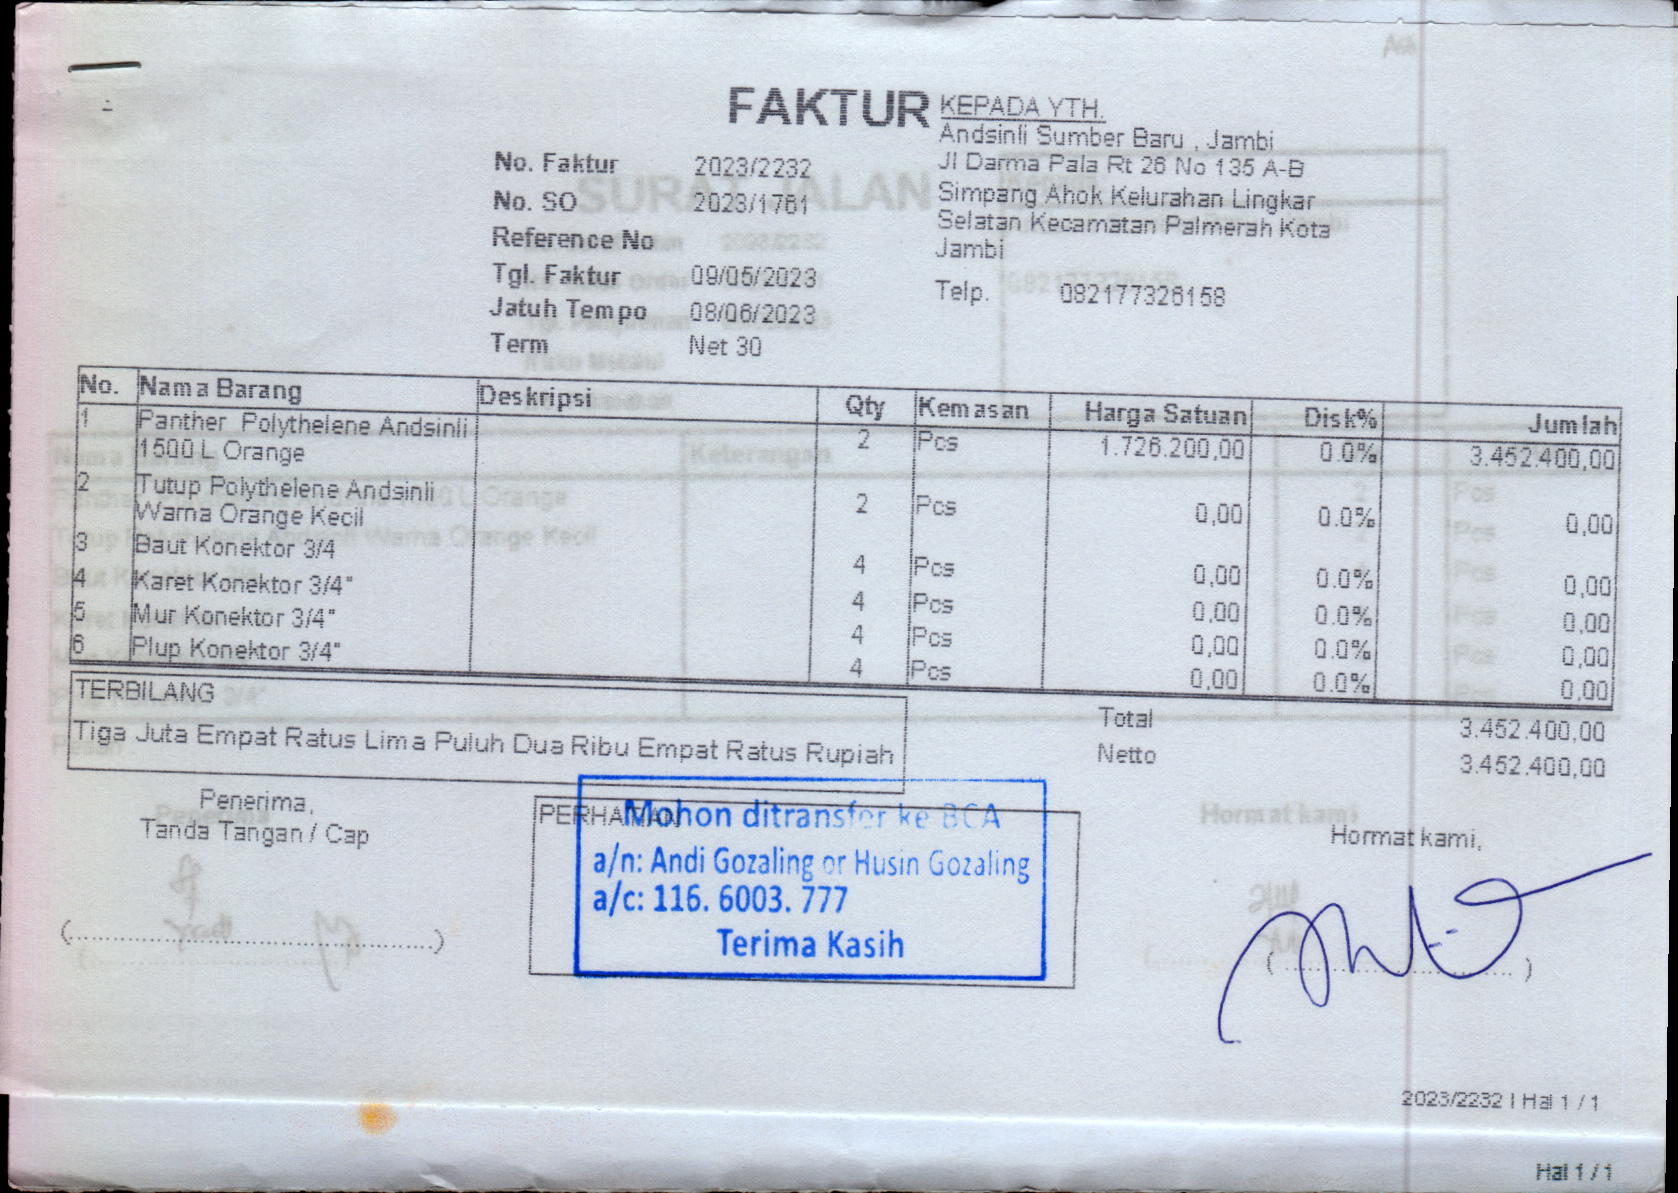 FAKTUR
No. Faktur 2023/2232
No. SO 2023/1761
Reference No
Tgl. Faktur 09/05/2023
Jatuh Tempo 08/06/2023
Term Net 30
KEPADA YTH.
Andsinli Sumber Baru , Jambi
Jl Darma Pala Rt 26 No 135 A-B
Simpang Ahok Kelurahan Lingkar
Selatan Kecamatan Palmerah Kota
Jambi
Telp. 082177326158
SURAT JALAN
No. Nama Barang Deskripsi Qty Kemasan Harga Satuan Disk% Jumlah
1 Panther Polythelene Andsinli
1500 L Orange 2 Pcs 1.726.200,00 0.0% 3.452.400,00
2 Tutup Polythelene Andsinli
Warna Orange Kecil 2 Pcs 0,00 0.0% 0,00
3 Baut Konektor 3/4 4 Pcs 0,00 0.0% 0,00
4 Karet Konektor 3/4" 4 Pcs 0,00 0.0% 0,00
5 Mur Konektor 3/4" 4 Pcs 0,00 0.0% 0,00
6 Plup Konektor 3/4" 4 Pcs 0,00 0.0% 0,00
TERBILANG
Tiga Juta Empat Ratus Lima Puluh Dua Ribu Empat Ratus Rupiah
Total 3.452.400,00
Netto 3.452.400,00
Penerima,
Tanda Tangan / Cap
PERHATIAN
Mohon ditransfer ke BCA
a/n: Andi Gozaling or Husin Gozaling
a/c: 116. 6003. 777
Terima Kasih
Hormat kami,
2023/2232 | Hal 1 / 1
Hal 1 / 1